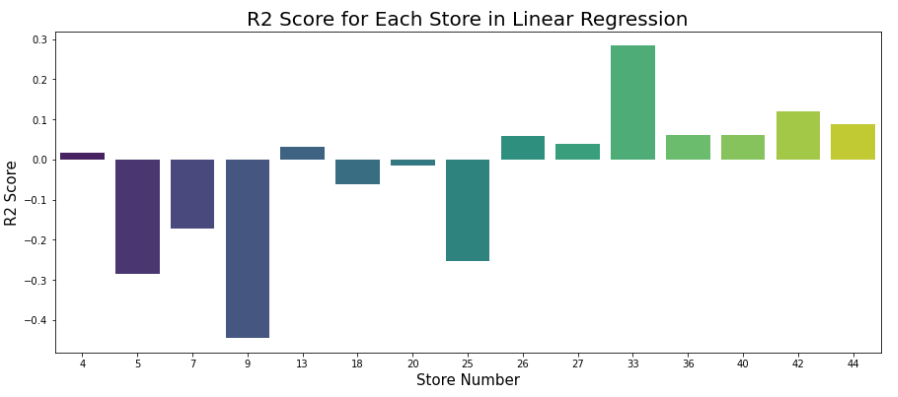 R2 Score for Each Store in Linear Regression
R2 Score
0.3
0.2
0.1
0.0
−0.1
−0.2
−0.3
−0.4
4 5 7 9 13 18 20 25 26 27 33 36 40 42 44
Store Number